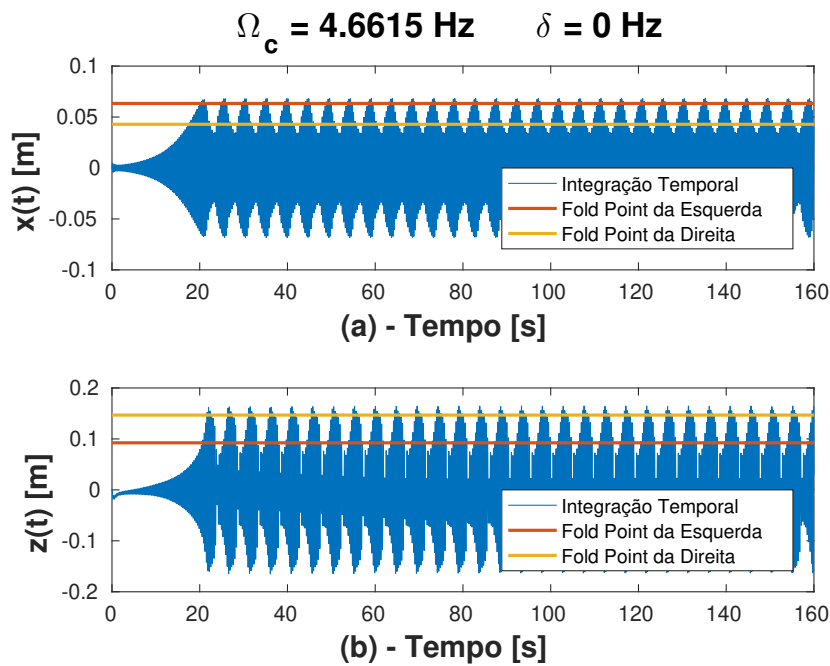 Ω_c = 4.6615 Hz δ = 0 Hz
0.1
0.05
0
-0.05
-0.1
x(t) [m]
Integração Temporal
Fold Point da Esquerda
Fold Point da Direita
0 20 40 60 80 100 120 140 160
(a) - Tempo [s]
0.2
0.1
0
-0.1
-0.2
z(t) [m]
Integração Temporal
Fold Point da Esquerda
Fold Point da Direita
0 20 40 60 80 100 120 140 160
(b) - Tempo [s]